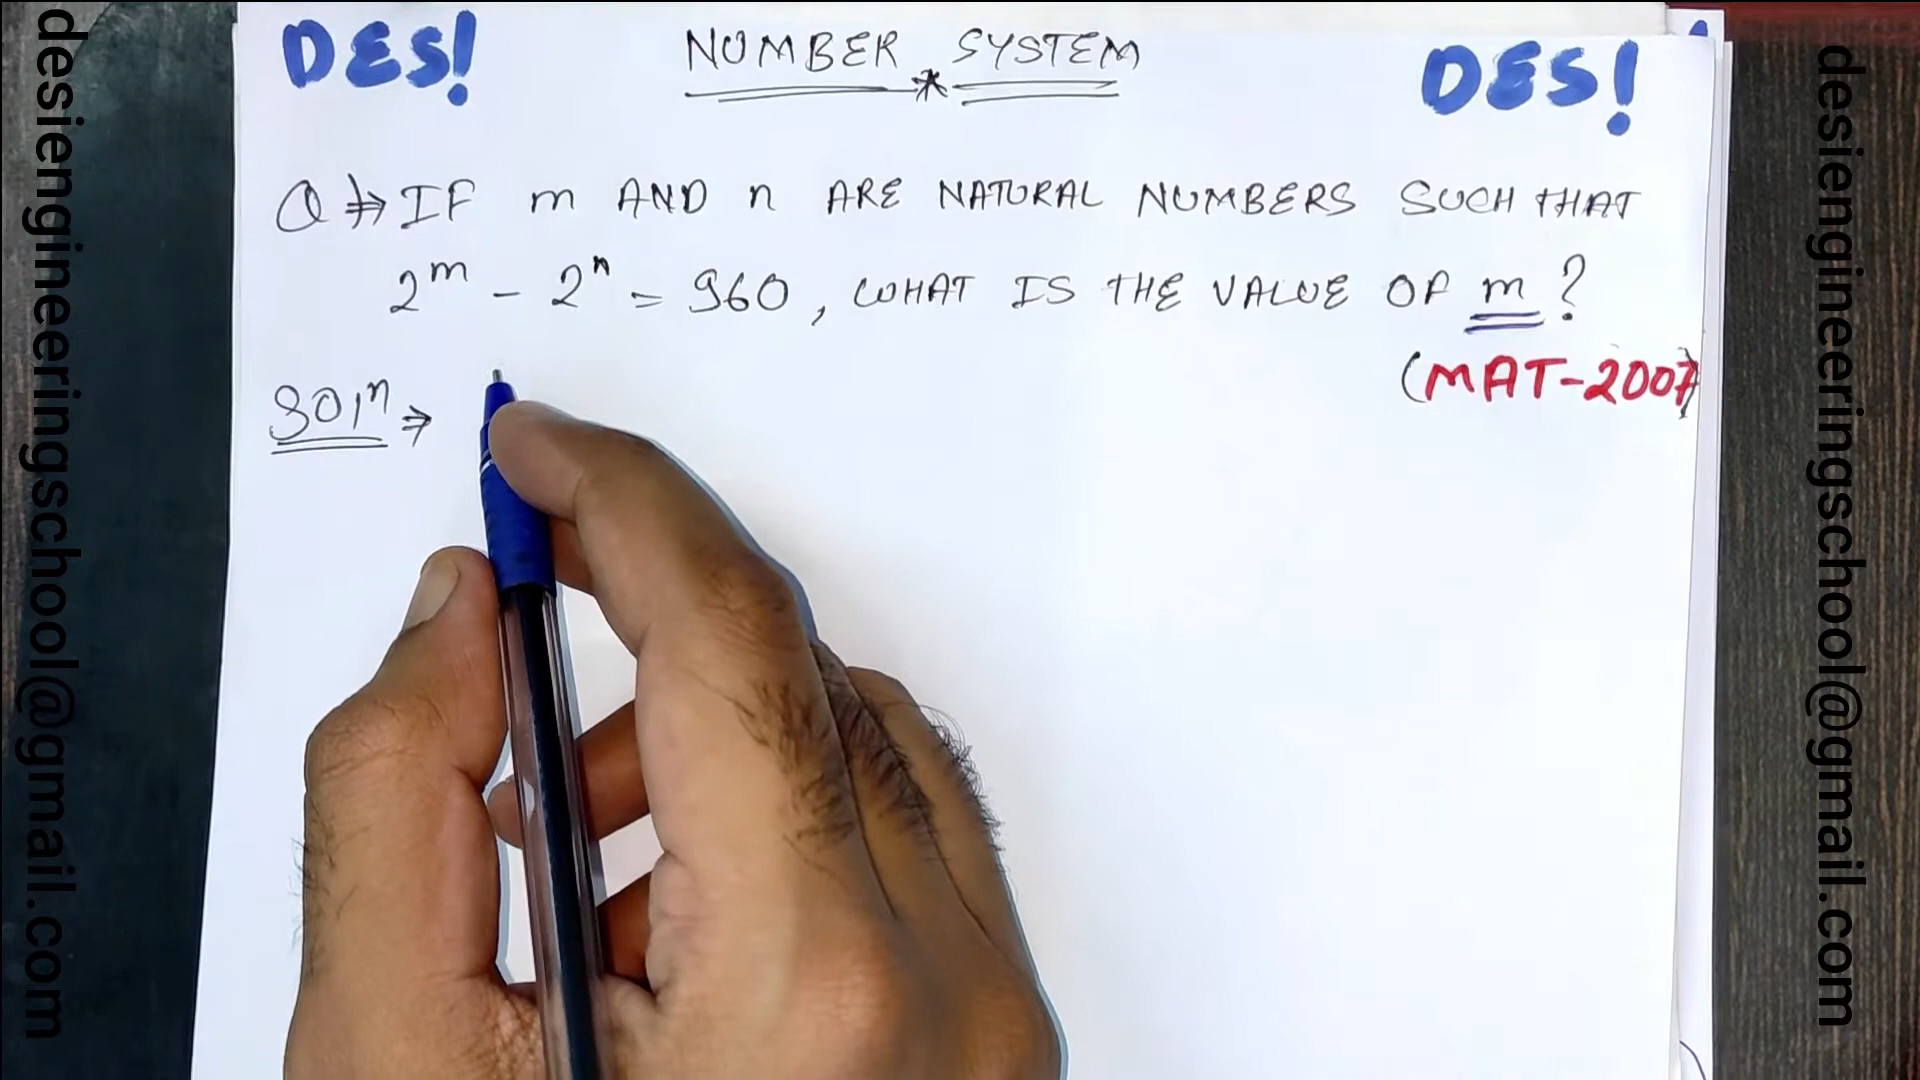 DES! NUMBER SYSTEM DES!
Q ⇒ IF m AND n ARE NATURAL NUMBERS SUCH THAT
2^m - 2^n = 960, WHAT IS THE VALUE OF m ?
(MAT-2007)
Sol^n ⇒
desiengineeringschool@gmail.com
desiengineeringschool@gmail.com